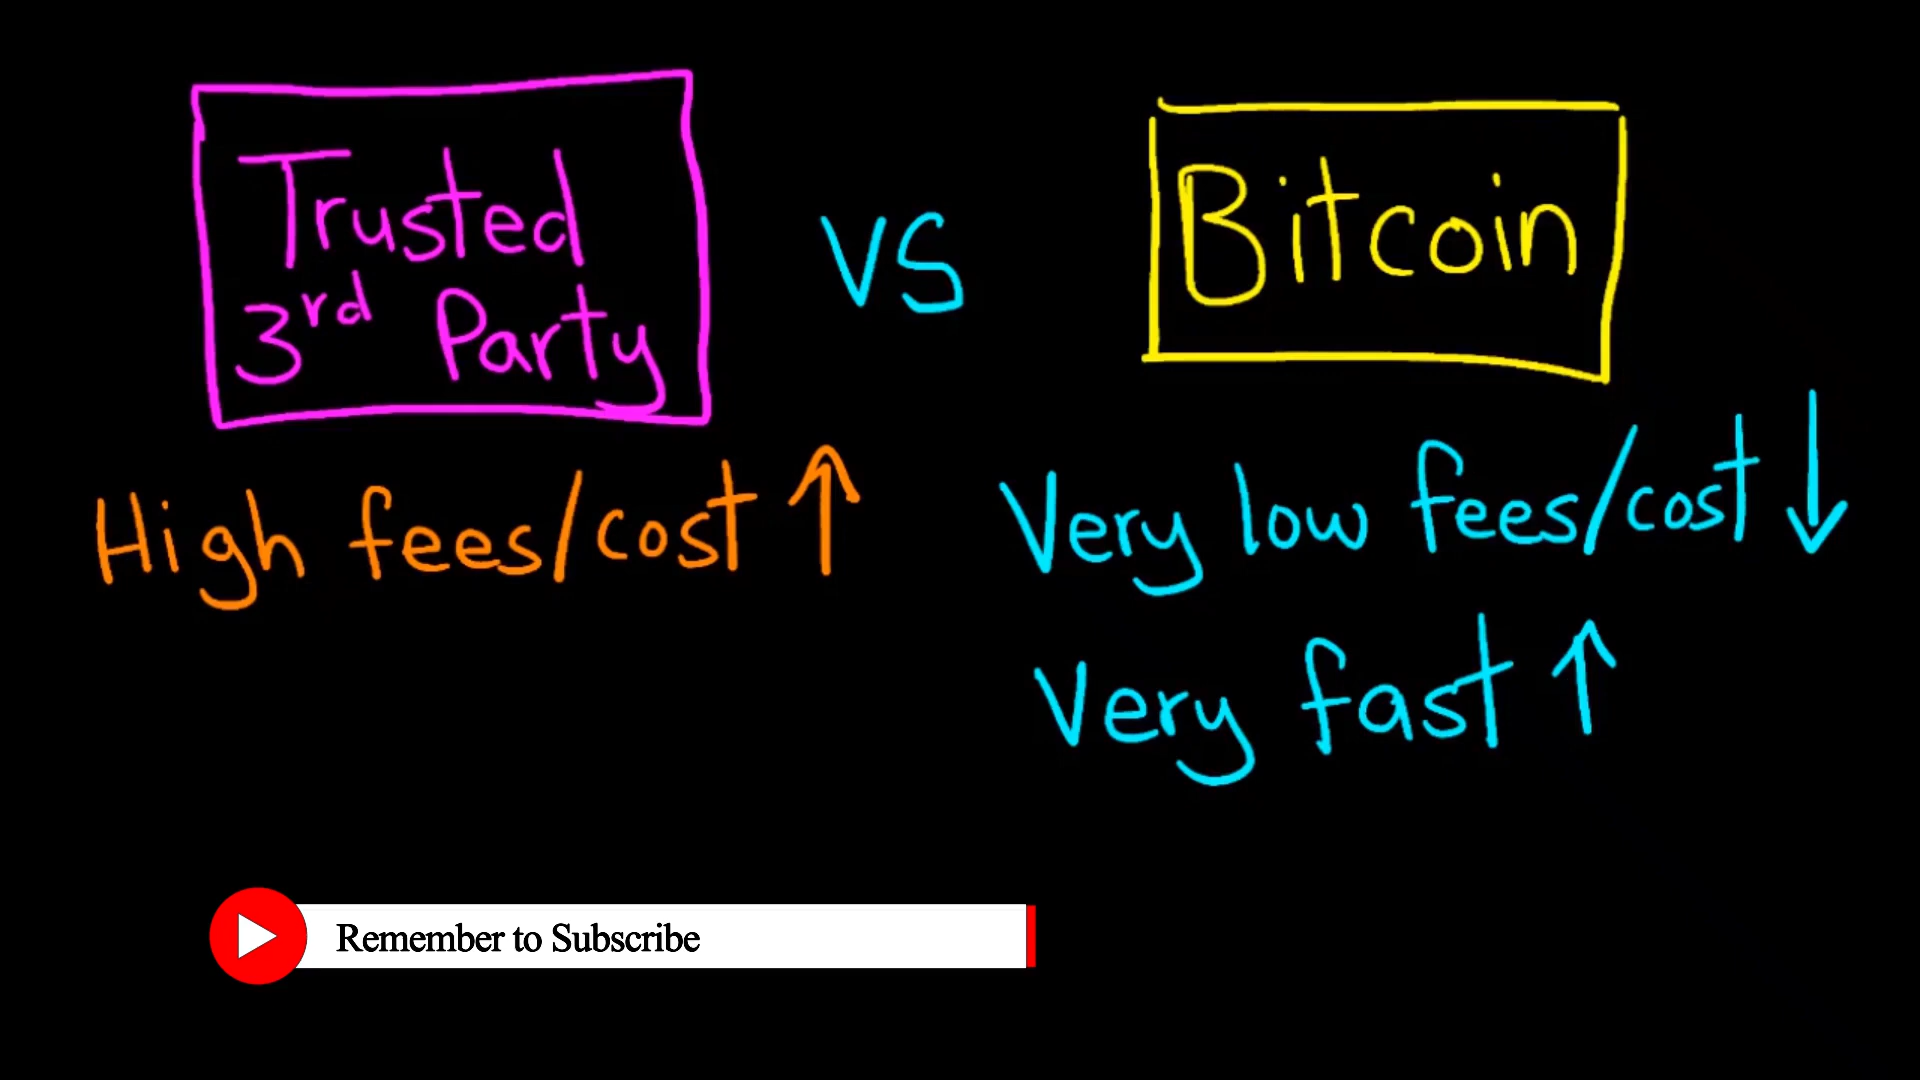 Trusted
3rd Party
VS
Bitcoin
High fees/cost ↑
Very low fees/cost ↓
Very fast ↑
Remember to Subscribe